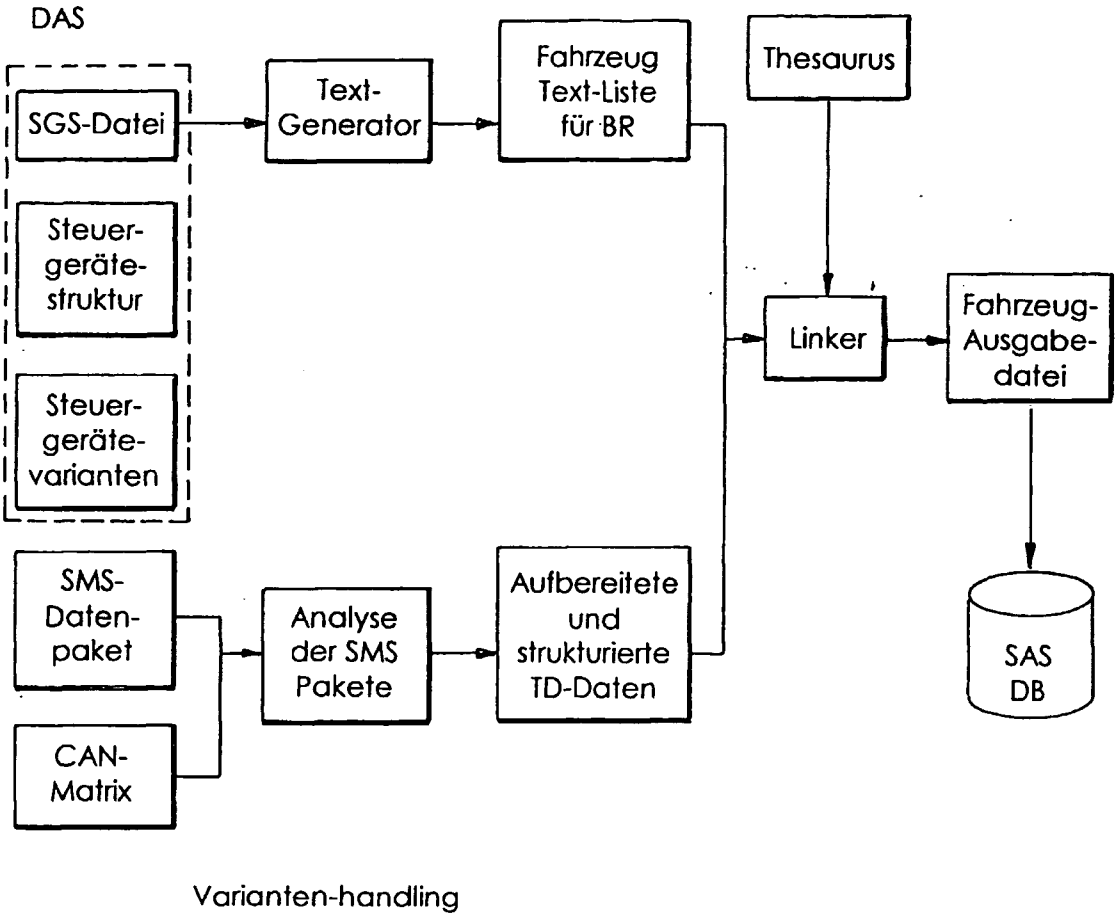 DAS
SGS-Datei
Text-
Generator
Fahrzeug
Text-Liste
für BR
Thesaurus
Steuer-
geräte-
struktur
Steuer-
geräte-
varianten
Linker
Fahrzeug-
Ausgabe-
datei
SMS-
Daten-
paket
CAN-
Matrix
Analyse
der SMS
Pakete
Aufbereitete
und
strukturierte
TD-Daten
SAS
DB
Varianten-handling